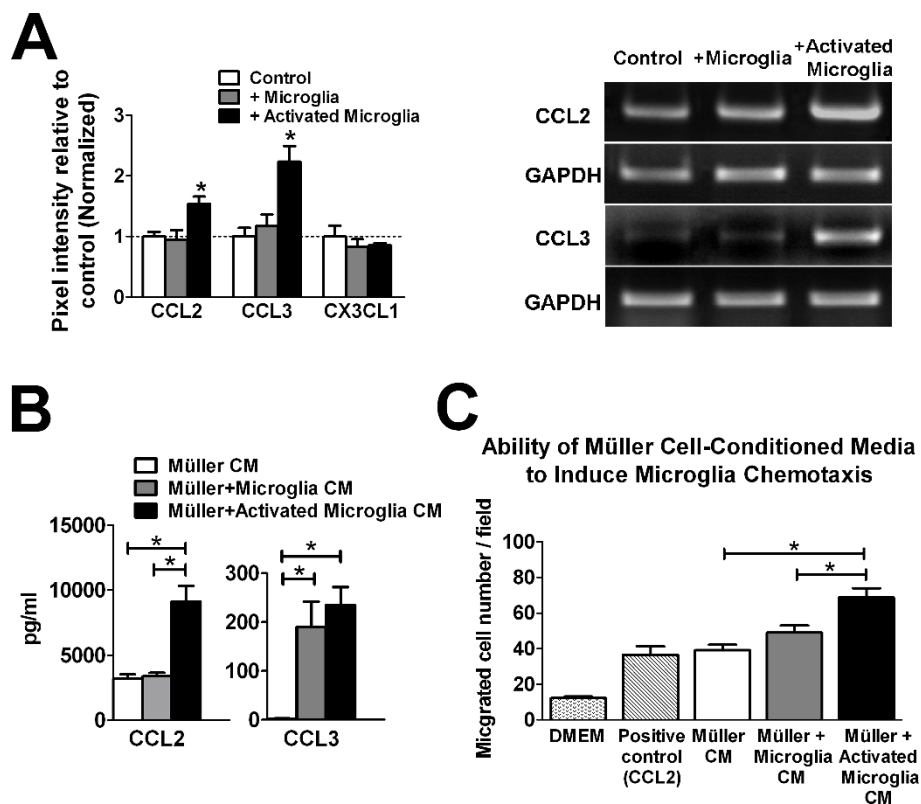 A
Control
+ Microglia
+ Activated Microglia
Pixel intensity relative to
control (Normalized)
3
2
1
0
*
*
CCL2
CCL3
CX3CL1
Control
+Microglia
+Activated
Microglia
CCL2
GAPDH
CCL3
GAPDH
B
Müller CM
Müller+Microglia CM
Müller+Activated Microglia CM
pg/ml
15000
10000
5000
0
*
*
CCL2
300
200
100
0
*
*
CCL3
C
Ability of Müller Cell-Conditioned Media
to Induce Microglia Chemotaxis
Micgrated cell number / field
100
80
60
40
20
0
*
*
DMEM
Positive
control
(CCL2)
Müller
CM
Müller +
Microglia
CM
Müller +
Activated
Microglia
CM